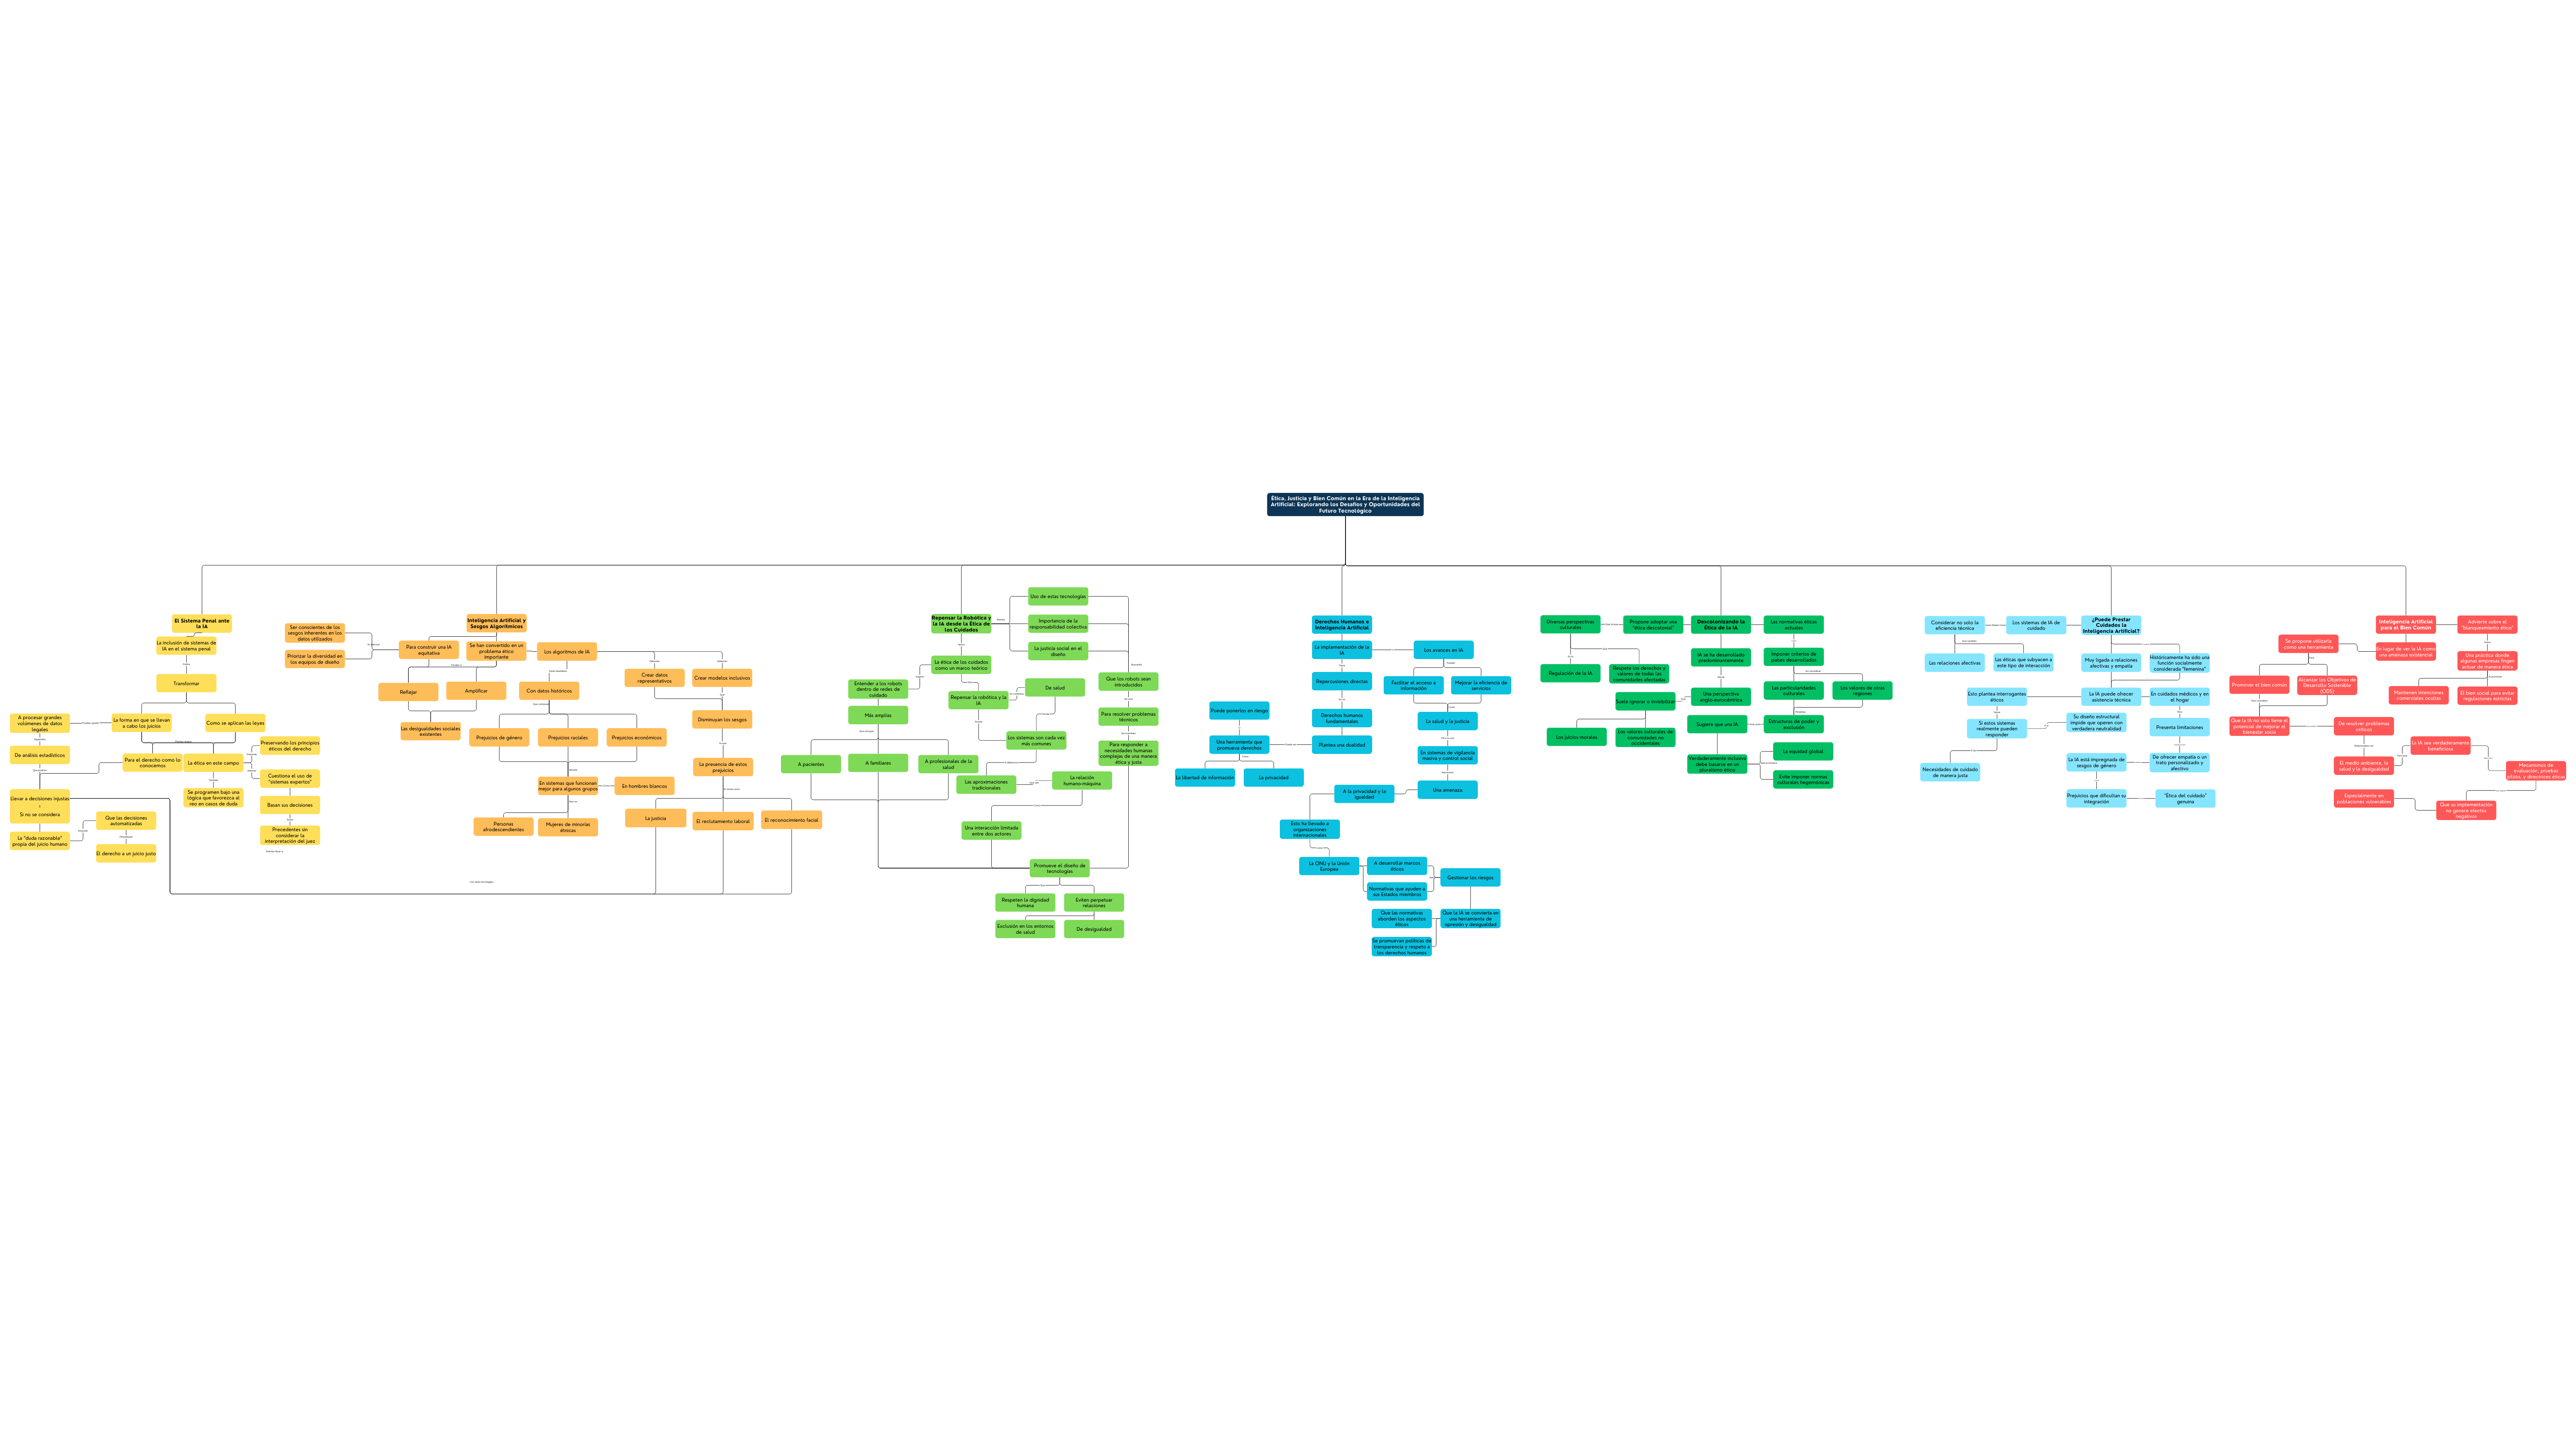 Ética, Justicia y Bien Común en la Era de la Inteligencia
Artificial: Explorando los Desafíos y Oportunidades del
Futuro Tecnológico
El Sistema Penal ante
la IA
La inclusión de sistemas de
IA en el sistema penal
Transformar
A procesar grandes
volúmenes de datos
legales
La forma en que se llevan
a cabo los juicios
Como se aplican las leyes
De análisis estadísticos
Para el derecho como lo
conocemos
La ética en este campo
Preservando los principios
éticos del derecho
Cuestiona el uso de
"sistemas expertos"
Se programen bajo una
lógica que favorezca al
reo en casos de duda
Basan sus decisiones
Precedentes sin
considerar la
interpretación del juez
Llevar a decisiones injustas
Si no se considera
La "duda razonable"
propia del juicio humano
Que las decisiones
automatizadas
El derecho a un juicio justo
Inteligencia Artificial y
Sesgos Algorítmicos
Ser conscientes de los
sesgos inherentes en los
datos utilizados
Priorizar la diversidad en
los equipos de diseño
Para construir una IA
equitativa
Se han convertido en un
problema ético
importante
Los algoritmos de IA
Reflejar
Amplificar
Las desigualdades sociales
existentes
Con datos históricos
Prejuicios de género
Prejuicios raciales
Prejuicios económicos
En sistemas que funcionen
mejor para algunos grupos
En hombres blancos
Personas
afrodescendientes
Mujeres de minorías
étnicas
Crear datos
representativos
Crear modelos inclusivos
Disminuyan los sesgos
La presencia de estos
prejuicios
La justicia
El reclutamiento laboral
El reconocimiento facial
Repensar la Robótica y
la IA desde la Ética de
los Cuidados
Uso de estas tecnologías
Importancia de la
responsabilidad colectiva
La justicia social en el
diseño
La ética de los cuidados
como un marco teórico
Entender a los robots
dentro de redes de
cuidado
Más amplias
A pacientes
A familiares
A profesionales de la
salud
Repensar la robótica y la
IA
De salud
Los sistemas son cada vez
más comunes
Las aproximaciones
tradicionales
La relación
humano-máquina
Una interacción limitada
entre dos actores
Que los robots sean
introducidos
Para resolver problemas
técnicos
Para responder a
necesidades humanas
complejas de una manera
ética y justa
Promueve el diseño de
tecnologías
Respeten la dignidad
humana
Eviten perpetuar
relaciones
Exclusión en los entornos
de salud
De desigualdad
Derechos Humanos e
Inteligencia Artificial
La implementación de la
IA
Los avances en IA
Repercusiones directas
Facilitar el acceso a
información
Mejorar la eficiencia de
servicios
Derechos humanos
fundamentales
La salud y la justicia
Puede ponerlos en riesgo
Una herramienta que
promueva derechos
Plantea una dualidad
La libertad de información
La privacidad
En sistemas de vigilancia
masiva y control social
Una amenaza
A la privacidad y la
igualdad
Esto ha llevado a
organizaciones
internacionales
La ONU y la Unión
Europea
A desarrollar marcos
éticos
Normativas que ayuden a
sus Estados miembros
Gestionar los riesgos
Que las normativas
aborden los aspectos
éticos
Que la IA se convierta en
una herramienta de
opresión y desigualdad
Se promuevan políticas de
transparencia y respeto a
los derechos humanos
Descolonizando la
Ética de la IA
Diversas perspectivas
culturales
Propone adoptar una
"ética descolonial"
Las normativas éticas
actuales
Regulación de la IA
Respete los derechos y
valores de todas las
comunidades afectadas
IA se ha desarrollado
predominantemente
Imponer criterios de
países desarrollados
Suele ignorar o invisibilizar
Una perspectiva
anglo-eurocéntrica
Las particularidades
culturales
Los valores de otras
regiones
Los juicios morales
Los valores culturales de
comunidades no
occidentales
Sugiere que una IA
Estructuras de poder y
exclusión
Verdaderamente inclusiva
debe basarse en un
pluralismo ético
La equidad global
Evite imponer normas
culturales hegemónicas
¿Puede Prestar
Cuidados la
Inteligencia Artificial?
Considerar no solo la
eficiencia técnica
Los sistemas de IA de
cuidado
Las relaciones afectivas
Las éticas que subyacen a
este tipo de interacción
Muy ligada a relaciones
afectivas y empatía
Históricamente ha sido una
función socialmente
considerada "femenina"
Esto plantea interrogantes
éticos
La IA puede ofrecer
asistencia técnica
En cuidados médicos y en
el hogar
Si estos sistemas
realmente pueden
responder
Su diseño estructural
impide que operen con
verdadera neutralidad
Presenta limitaciones
Necesidades de cuidado
de manera justa
La IA está impregnada de
sesgos de género
De ofrecer empatía o un
trato personalizado y
afectivo
Prejuicios que dificultan su
integración
"Ética del cuidado"
genuina
Inteligencia Artificial
para el Bien Común
Advierte sobre el
"blanqueamiento ético"
Se propone utilizarla
como una herramienta
En lugar de ver la IA como
una amenaza existencial
Una práctica donde
algunas empresas fingen
actuar de manera ética
Promover el bien común
Alcanzar los Objetivos de
Desarrollo Sostenible
(ODS)
Mantienen intenciones
comerciales ocultas
El bien social para evitar
regulaciones estrictas
Que la IA no solo tiene el
potencial de mejorar el
bienestar socia
De resolver problemas
críticos
El medio ambiente, la
salud y la desigualdad
La IA sea verdaderamente
beneficiosa
Mecanismos de
evaluación, pruebas
piloto, y directrices éticas
Especialmente en
poblaciones vulnerables
Que su implementación
no genere efectos
negativos